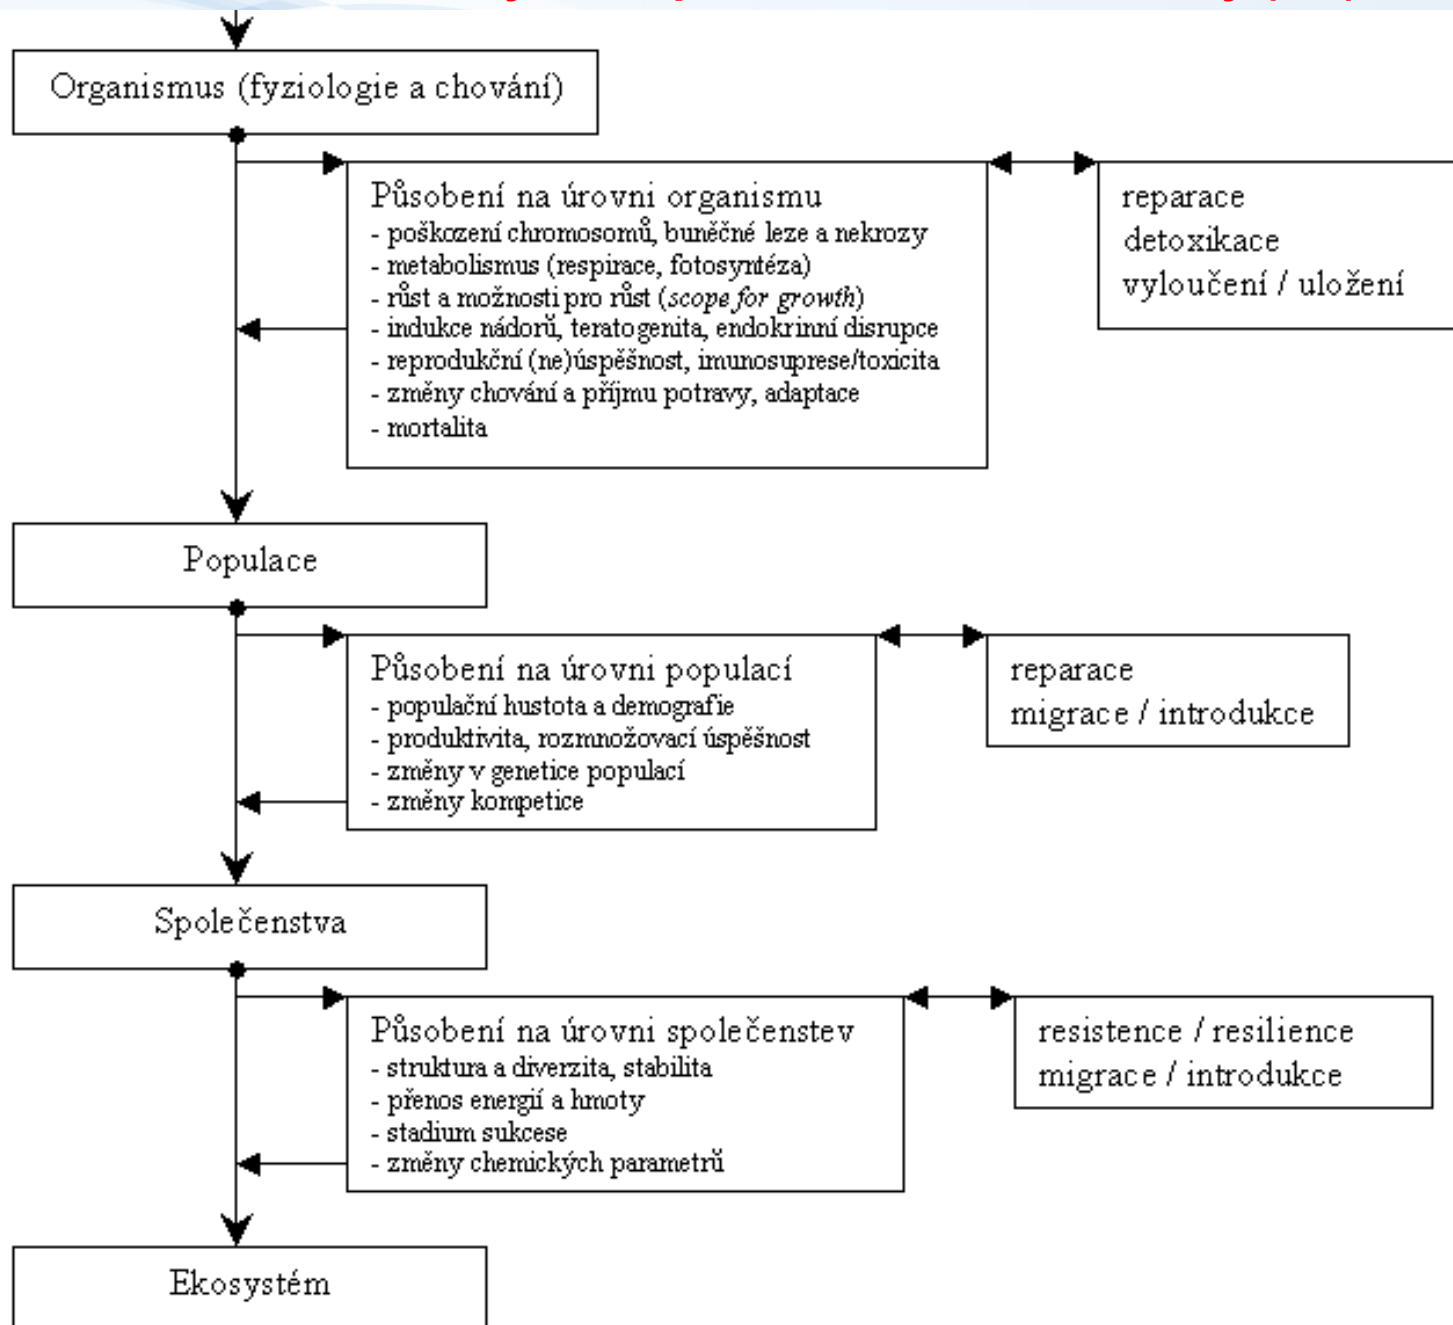 Organismus (fyziologie a chování)
Působení na úrovni organismu
- poškození chromosomů, buněčné leze a nekrozy
- metabolismus (respirace, fotosyntéza)
- růst a možnosti pro růst (scope for growth)
- indukce nádorů, teratogenita, endokrinní disrupce
- reprodukční (ne)úspěšnost, imunosuprese/toxicita
- změny chování a příjmu potravy, adaptace
- mortalita
reparace
detoxikace
vyloučení / uložení
Populace
Působení na úrovni populací
- populační hustota a demografie
- produktivita, rozmnožovací úspěšnost
- změny v genetice populací
- změny kompetice
reparace
migrace / introdukce
Společenstva
Působení na úrovni společenstev
- struktura a diverzita, stabilita
- přenos energií a hmoty
- stadium sukcese
- změny chemických parametrů
resistence / resilience
migrace / introdukce
Ekosystém